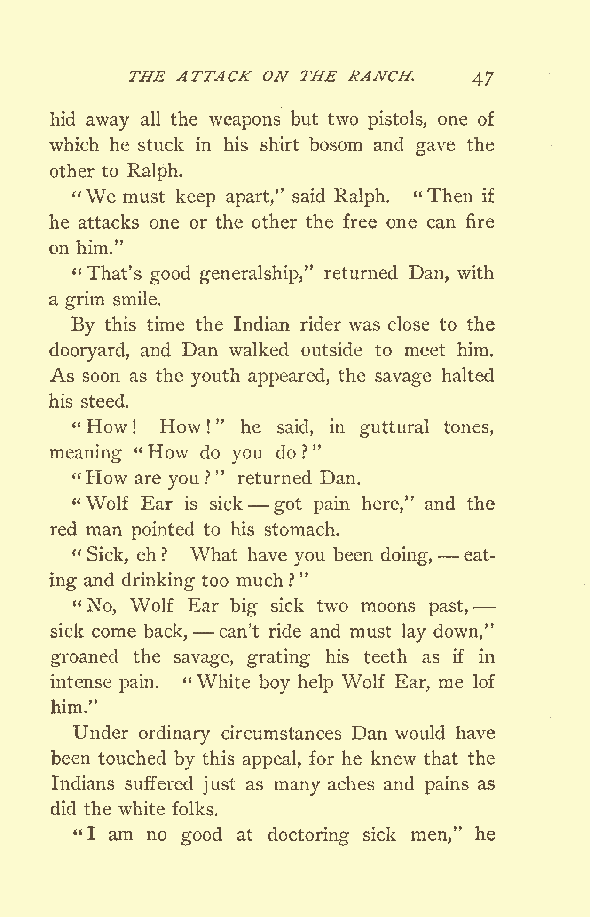 THE ATTACK ON THE RANCH. 47
hid away all the weapons but two pistols, one of
which he stuck in his shirt bosom and gave the
other to Ralph.
"We must keep apart," said Ralph. "Then if
he attacks one or the other the free one can fire
on him."
"That's good generalship," returned Dan, with
a grim smile.
By this time the Indian rider was close to the
dooryard, and Dan walked outside to meet him.
As soon as the youth appeared, the savage halted
his steed.
"How! How!" he said, in guttural tones,
meaning "How do you do?"
"How are you?" returned Dan.
"Wolf Ear is sick — got pain here," and the
red man pointed to his stomach.
"Sick, eh? What have you been doing, — eat-
ing and drinking too much?"
"No, Wolf Ear big sick two moons past, —
sick come back, — can't ride and must lay down,"
groaned the savage, grating his teeth as if in
intense pain. "White boy help Wolf Ear, me lof
him."
Under ordinary circumstances Dan would have
been touched by this appeal, for he knew that the
Indians suffered just as many aches and pains as
did the white folks.
"I am no good at doctoring sick men," he